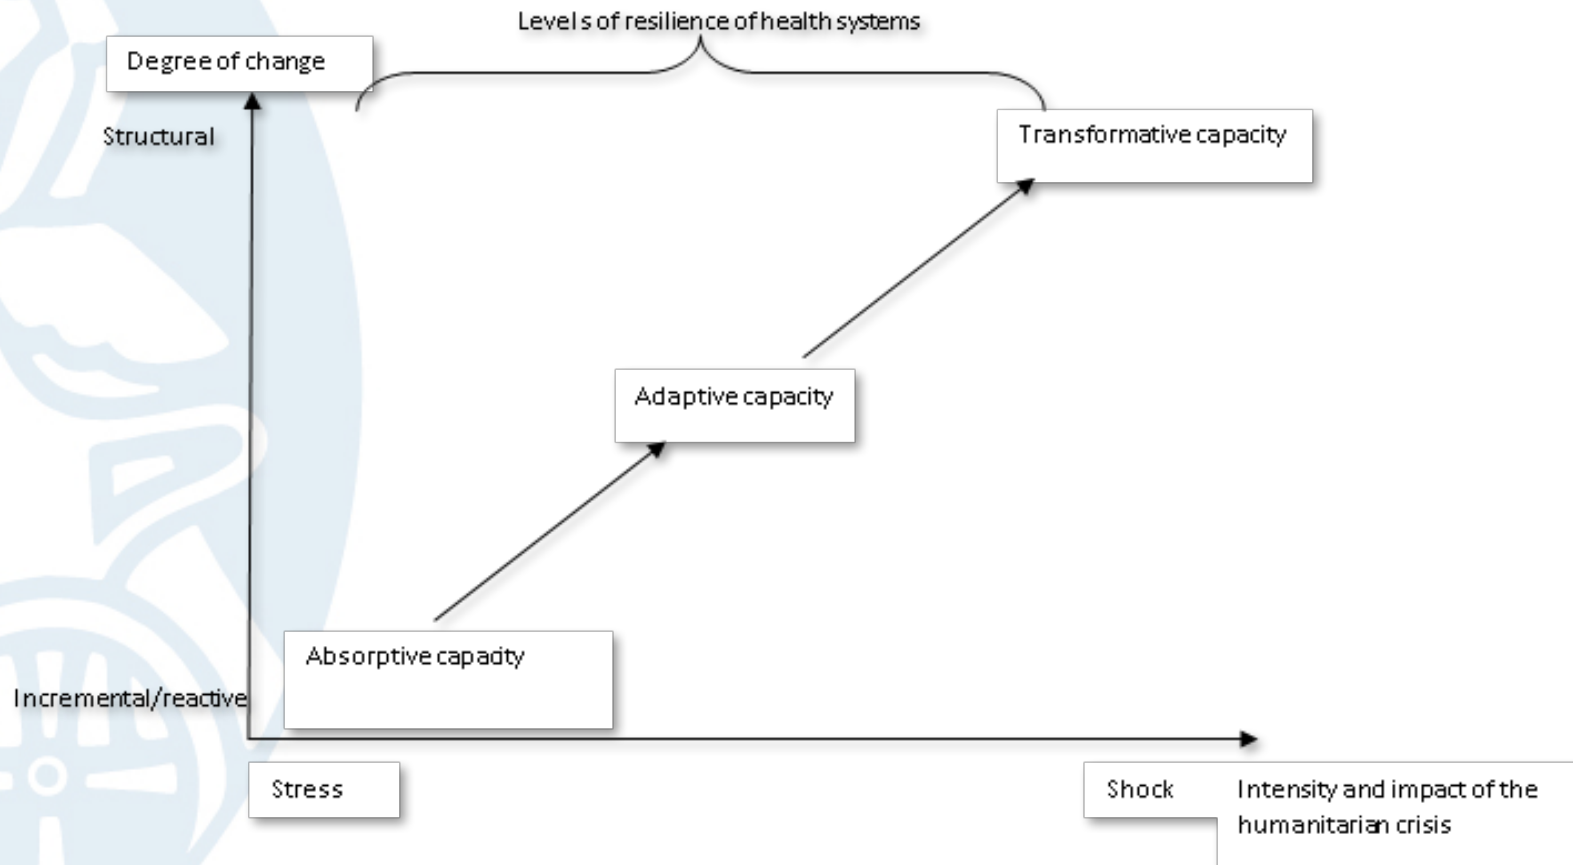 Levels of resilience of health systems
Degree of change
Structural
Transformative capacity
Adaptive capacity
Absorptive capacity
Incremental/reactive
Stress
Shock
Intensity and impact of the
humanitarian crisis